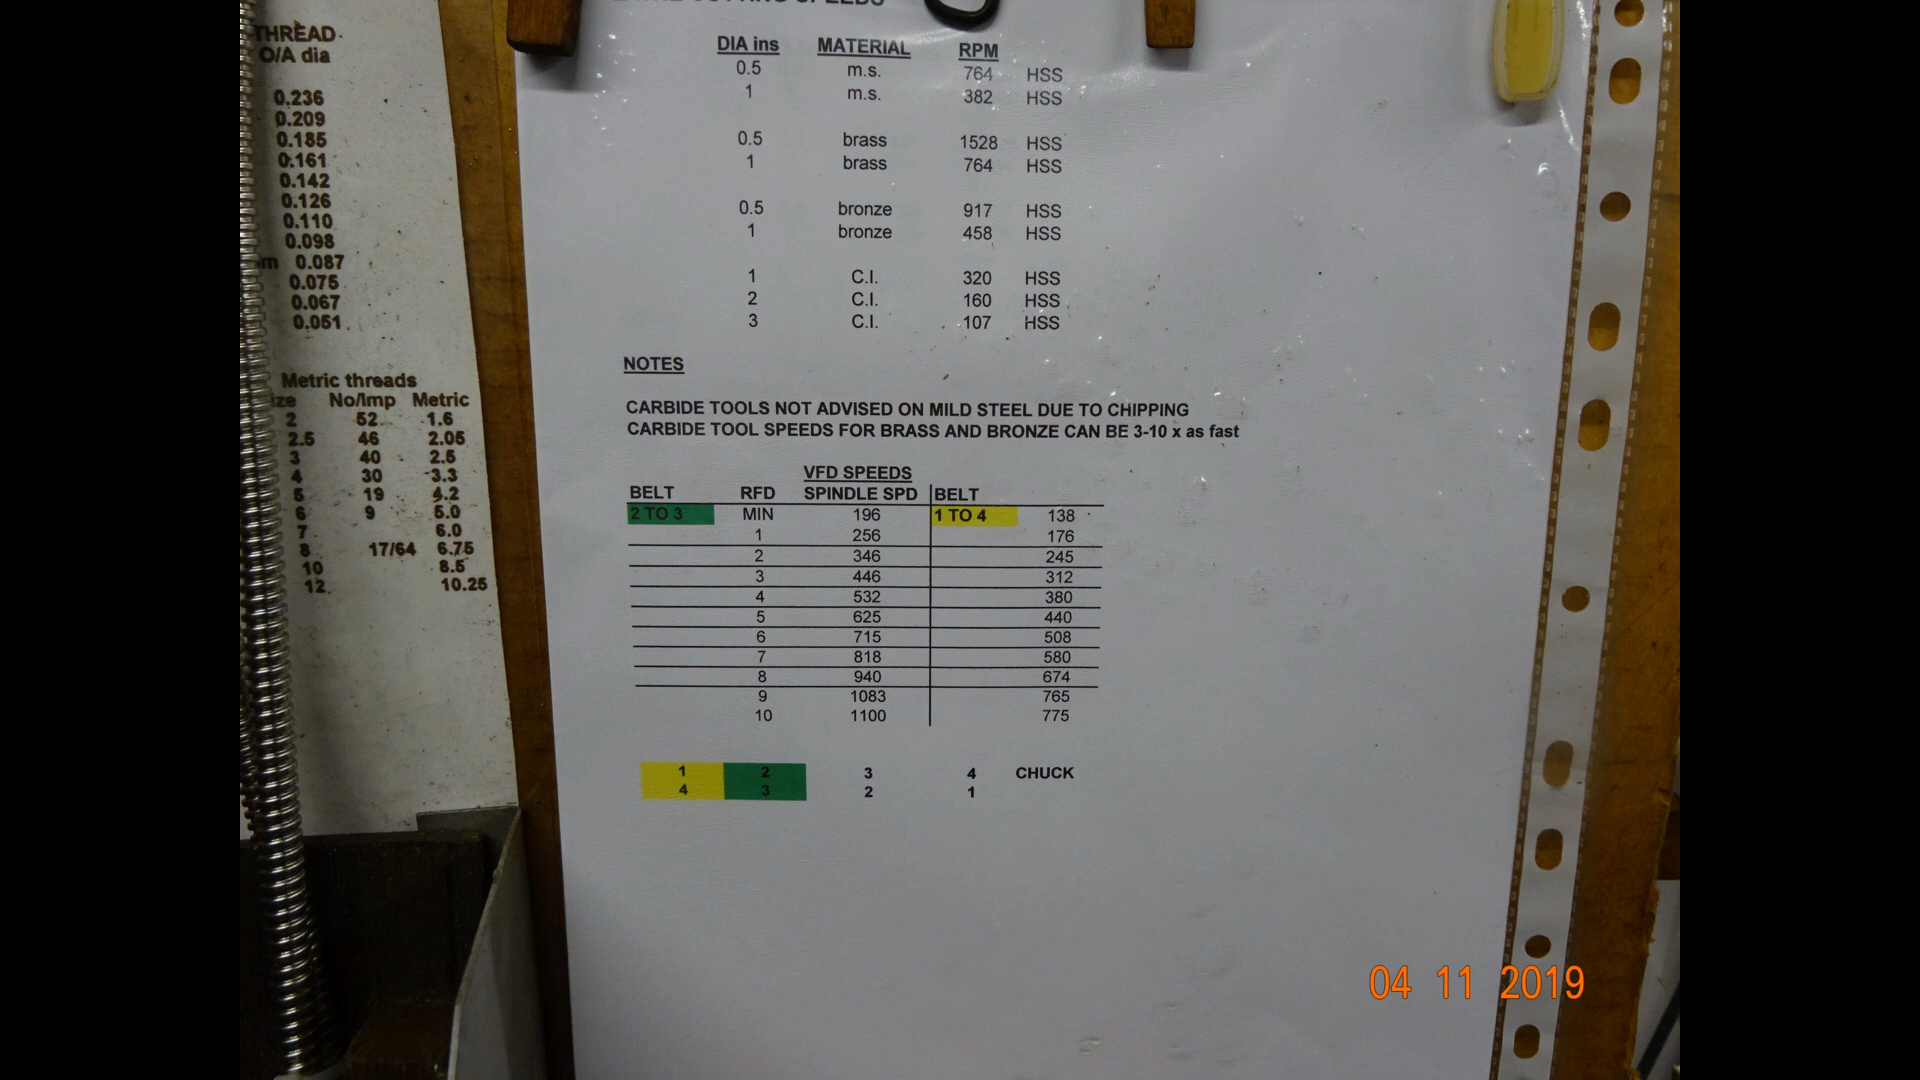 THREAD
O/A dia
0.236
0.209
0.185
0.161
0.142
0.126
0.110
0.098
0.087
0.075
0.067
0.051
Metric threads
No/Imp Metric
2 52 1.6
2.5 46 2.05
3 40 2.5
4 30 3.3
5 19 4.2
6 9 5.0
7 6.0
8 17/64 6.75
10 8.5
12 10.25
DIA ins MATERIAL RPM
0.5 m.s. 764 HSS
1 m.s. 382 HSS
0.5 brass 1528 HSS
1 brass 764 HSS
0.5 bronze 917 HSS
1 bronze 458 HSS
1 C.I. 320 HSS
2 C.I. 160 HSS
3 C.I. 107 HSS
NOTES
CARBIDE TOOLS NOT ADVISED ON MILD STEEL DUE TO CHIPPING
CARBIDE TOOL SPEEDS FOR BRASS AND BRONZE CAN BE 3-10 x as fast
VFD SPEEDS
BELT RFD SPINDLE SPD BELT
2 TO 3 MIN 196 1 TO 4 138
1 256 176
2 346 245
3 446 312
4 532 380
5 625 440
6 715 508
7 818 580
8 940 674
9 1083 765
10 1100 775
1 2 3 4 CHUCK
4 3 2 1
04 11 2019